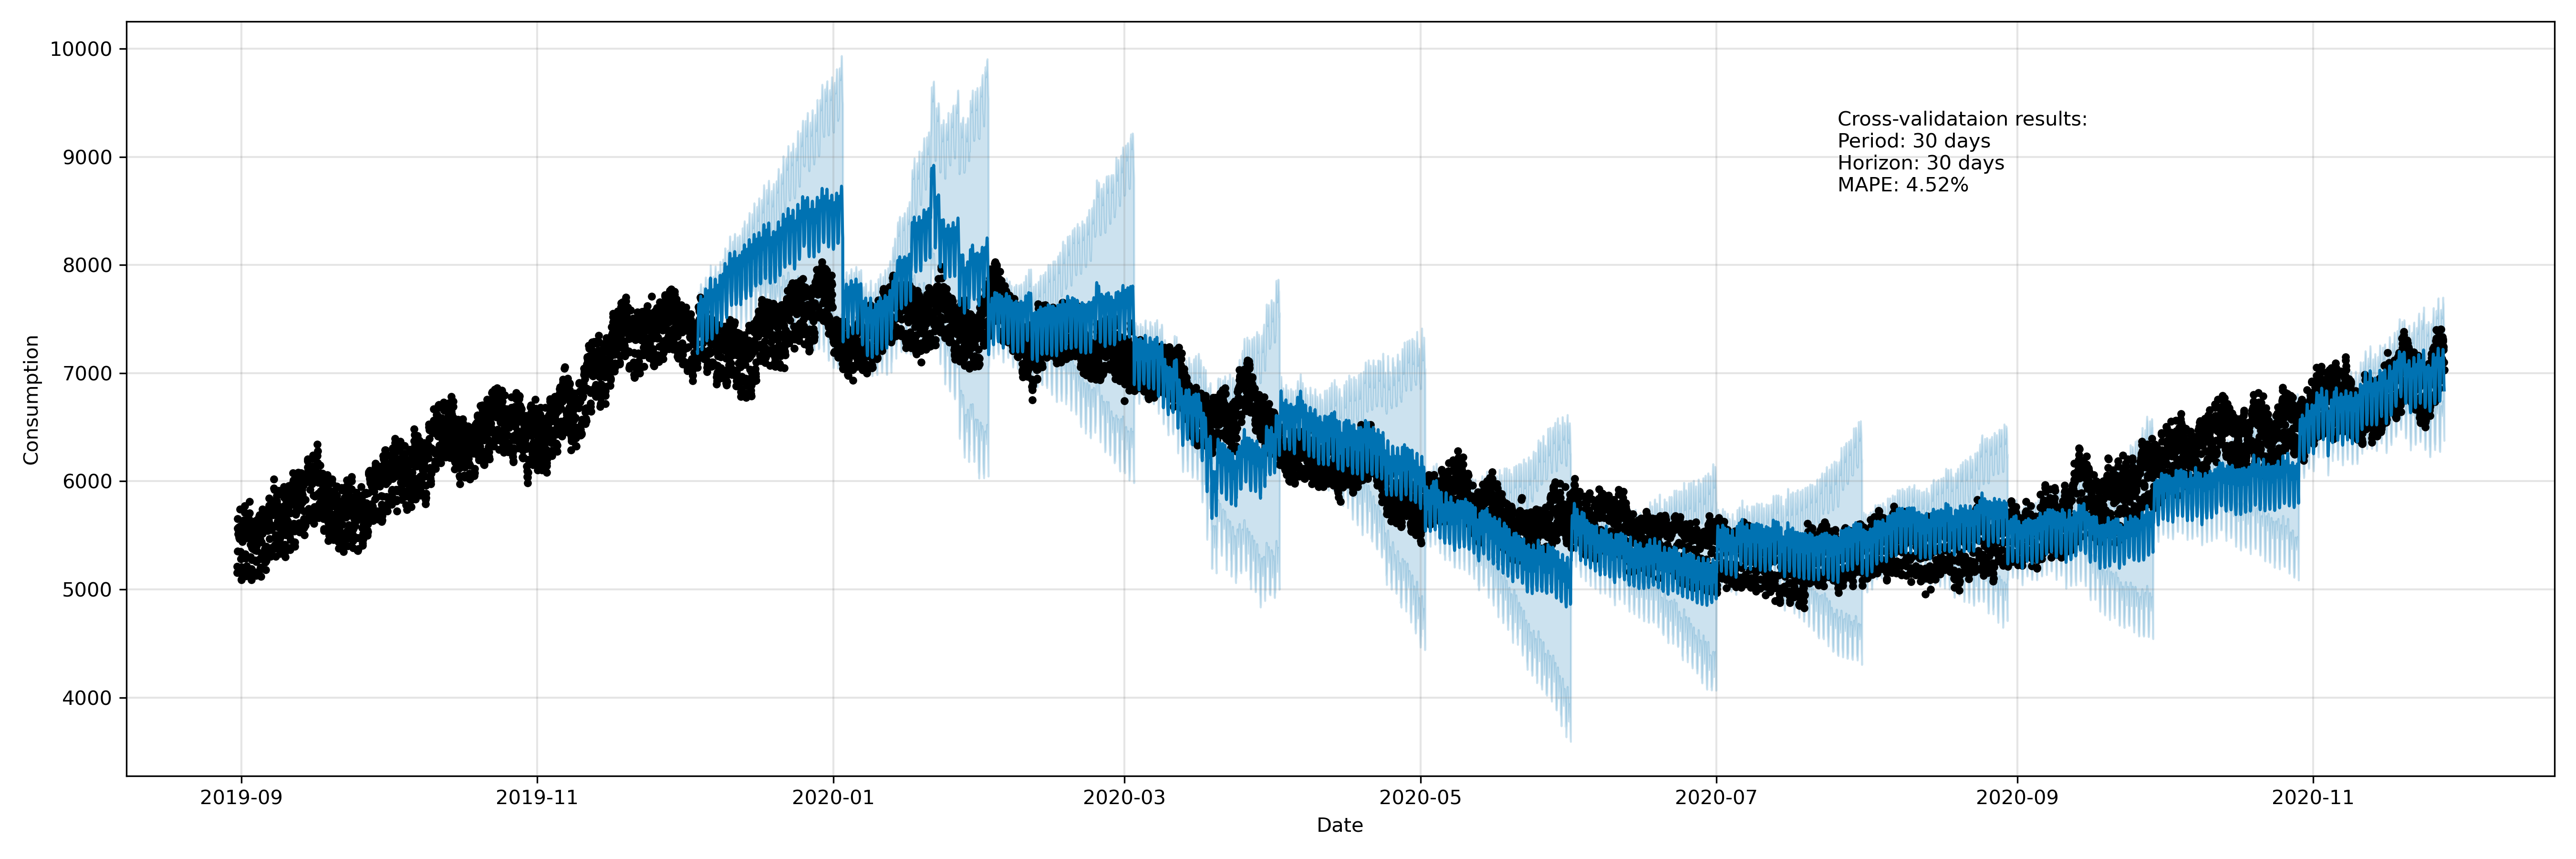 10000
9000
8000
7000
6000
5000
4000
Consumption
Cross-validataion results:
Period: 30 days
Horizon: 30 days
MAPE: 4.52%
2019-09
2019-11
2020-01
2020-03
2020-05
2020-07
2020-09
2020-11
Date